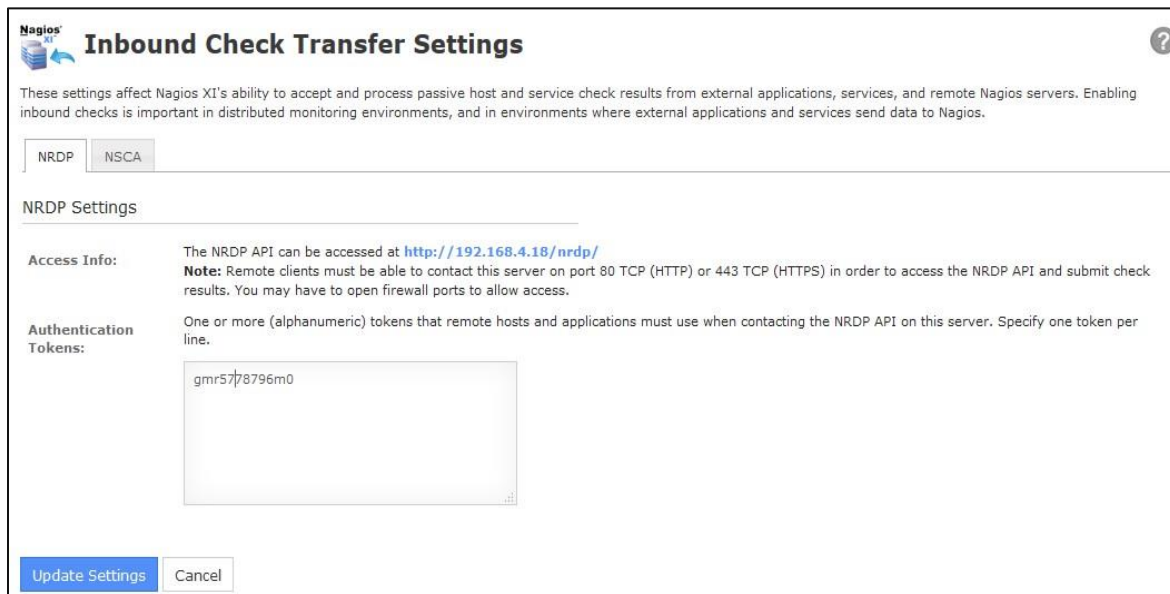 Nagios®
XI
Inbound Check Transfer Settings
?
These settings affect Nagios XI's ability to accept and process passive host and service check results from external applications, services, and remote Nagios servers. Enabling
inbound checks is important in distributed monitoring environments, and in environments where external applications and services send data to Nagios.
NRDP NSCA
NRDP Settings
Access Info: The NRDP API can be accessed at http://192.168.4.18/nrdp/
Note: Remote clients must be able to contact this server on port 80 TCP (HTTP) or 443 TCP (HTTPS) in order to access the NRDP API and submit check
results. You may have to open firewall ports to allow access.
Authentication Tokens: One or more (alphanumeric) tokens that remote hosts and applications must use when contacting the NRDP API on this server. Specify one token per
line.
gmr5778796m0
Update Settings Cancel